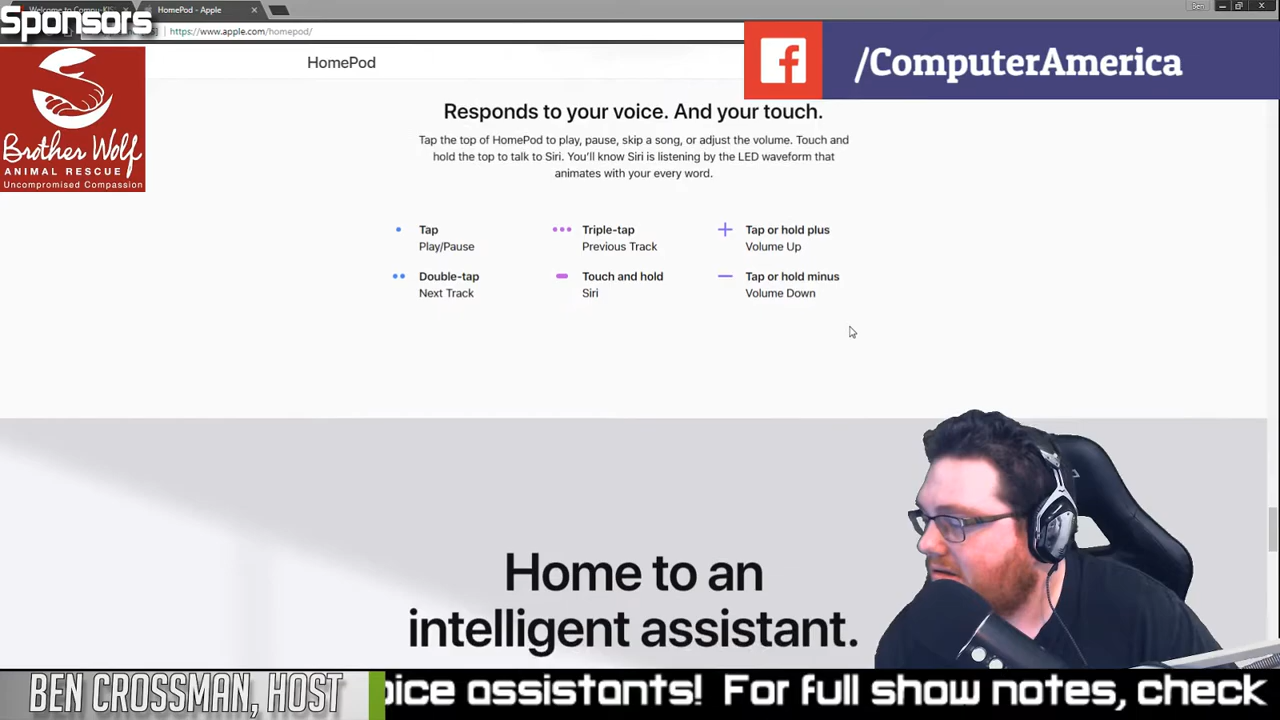 Welcome to Compu-KIS
HomePod - Apple
Ben
Sponsors
https://www.apple.com/homepod/
HomePod
/ComputerAmerica
Brother Wolf
ANIMAL RESCUE
Uncompromised Compassion
Responds to your voice. And your touch.
Tap the top of HomePod to play, pause, skip a song, or adjust the volume. Touch and
hold the top to talk to Siri. You'll know Siri is listening by the LED waveform that
animates with your every word.
Tap
Play/Pause
Triple-tap
Previous Track
Tap or hold plus
Volume Up
Double-tap
Next Track
Touch and hold
Siri
Tap or hold minus
Volume Down
Home to an
intelligent assistant.
BEN CROSSMAN, HOST
oice assistants! For full show notes, check